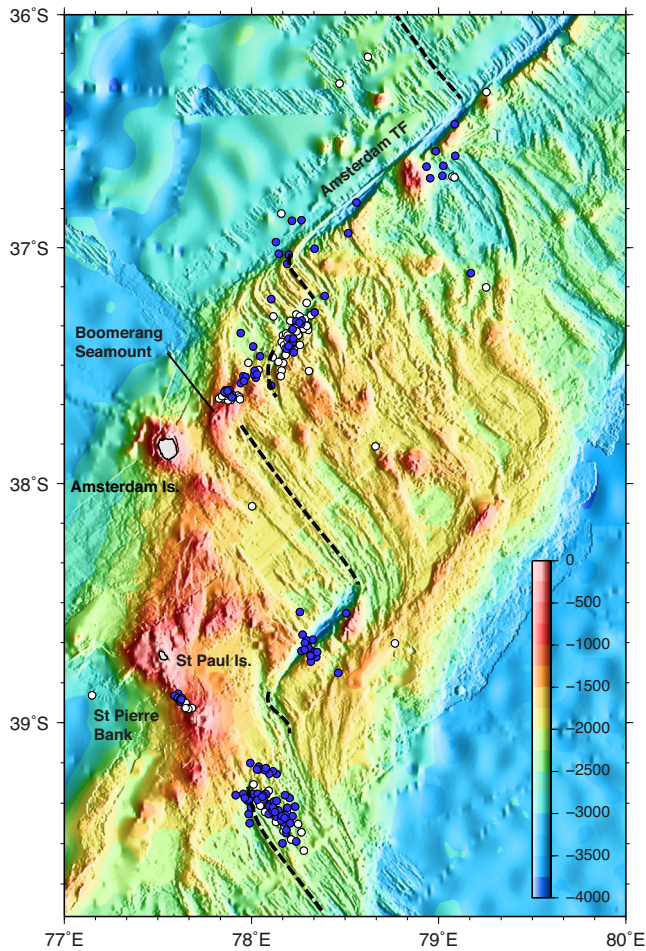 36°S
Amsterdam TF
37°S
Boomerang
Seamount
38°S
Amsterdam Is.
0
−500
−1000
−1500
−2000
−2500
−3000
−3500
−4000
St Paul Is.
39°S
St Pierre
Bank
77°E
78°E
79°E
80°E